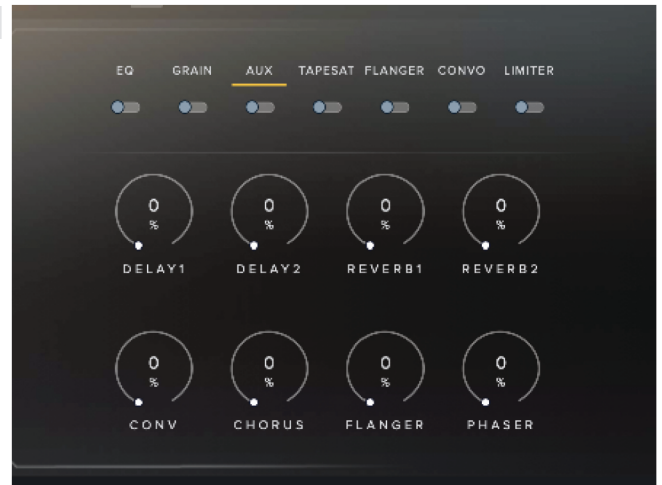 EQ GRAIN AUX TAPESAT FLANGER CONVO LIMITER
0 0 0 0
% % % %
DELAY1 DELAY2 REVERB1 REVERB2
0 0 0 0
% % % %
CONV CHORUS FLANGER PHASER